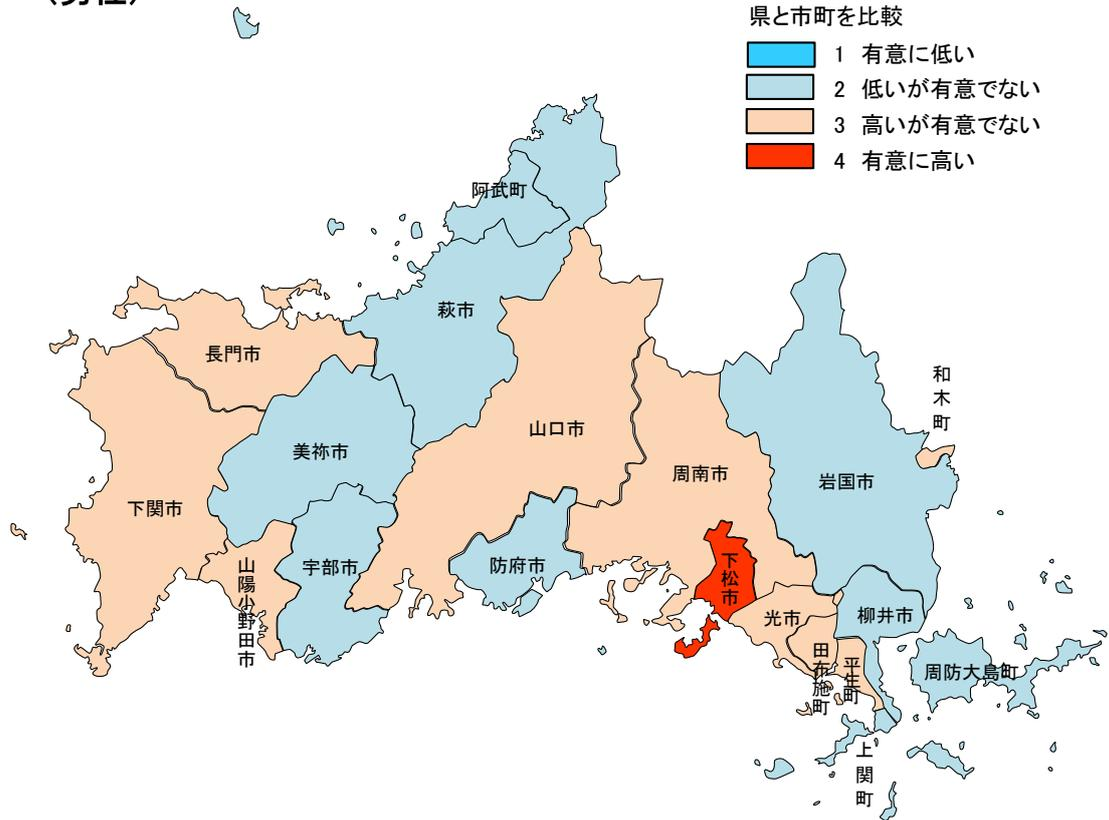 (男性)
県と市町を比較
1 有意に低い
2 低いが有意でない
3 高いが有意でない
4 有意に高い
阿武町
萩市
長門市
和木町
山口市
美祢市
周南市
岩国市
下関市
山陽小野田市
宇部市
防府市
下松市
光市
柳井市
田布施町
平生町
周防大島町
上関町